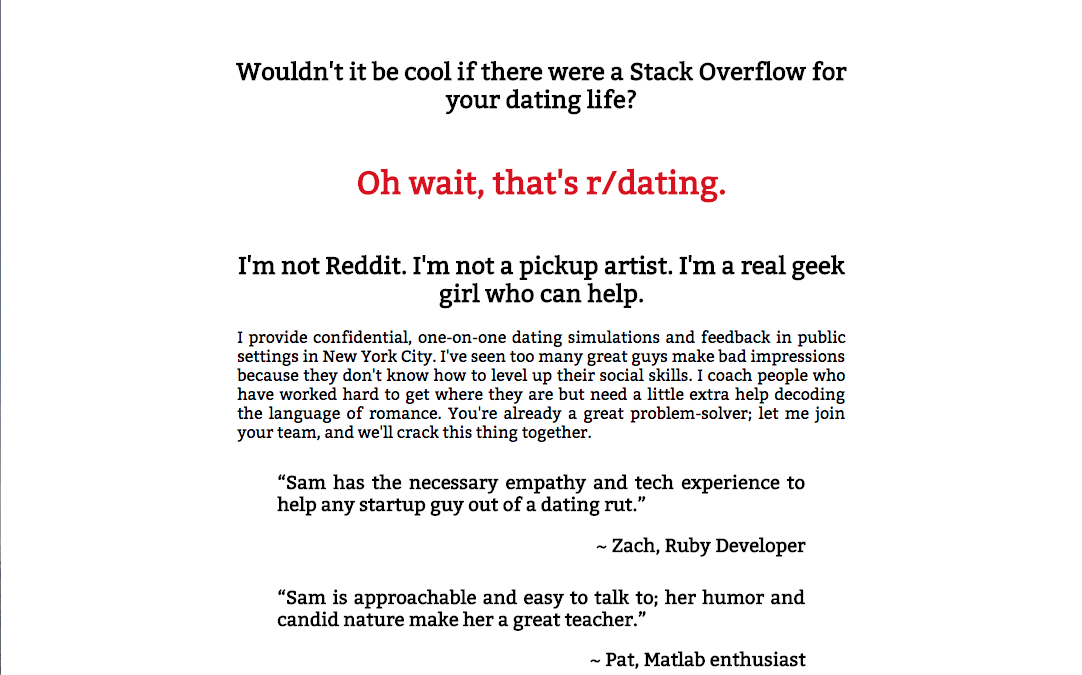 Wouldn't it be cool if there were a Stack Overflow for
your dating life?
Oh wait, that's r/dating.
I'm not Reddit. I'm not a pickup artist. I'm a real geek
girl who can help.
I provide confidential, one-on-one dating simulations and feedback in public
settings in New York City. I've seen too many great guys make bad impressions
because they don't know how to level up their social skills. I coach people who
have worked hard to get where they are but need a little extra help decoding
the language of romance. You're already a great problem-solver; let me join
your team, and we'll crack this thing together.
“Sam has the necessary empathy and tech experience to
help any startup guy out of a dating rut.”
~ Zach, Ruby Developer
“Sam is approachable and easy to talk to; her humor and
candid nature make her a great teacher.”
~ Pat, Matlab enthusiast